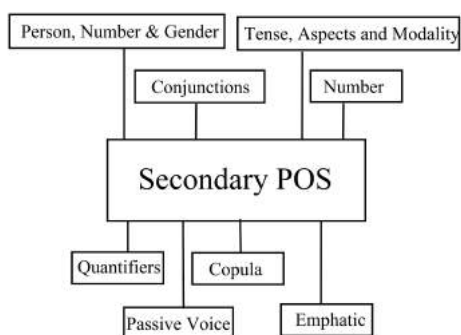 Person, Number & Gender
Tense, Aspects and Modality
Conjunctions
Number
Secondary POS
Quantifiers
Copula
Passive Voice
Emphatic